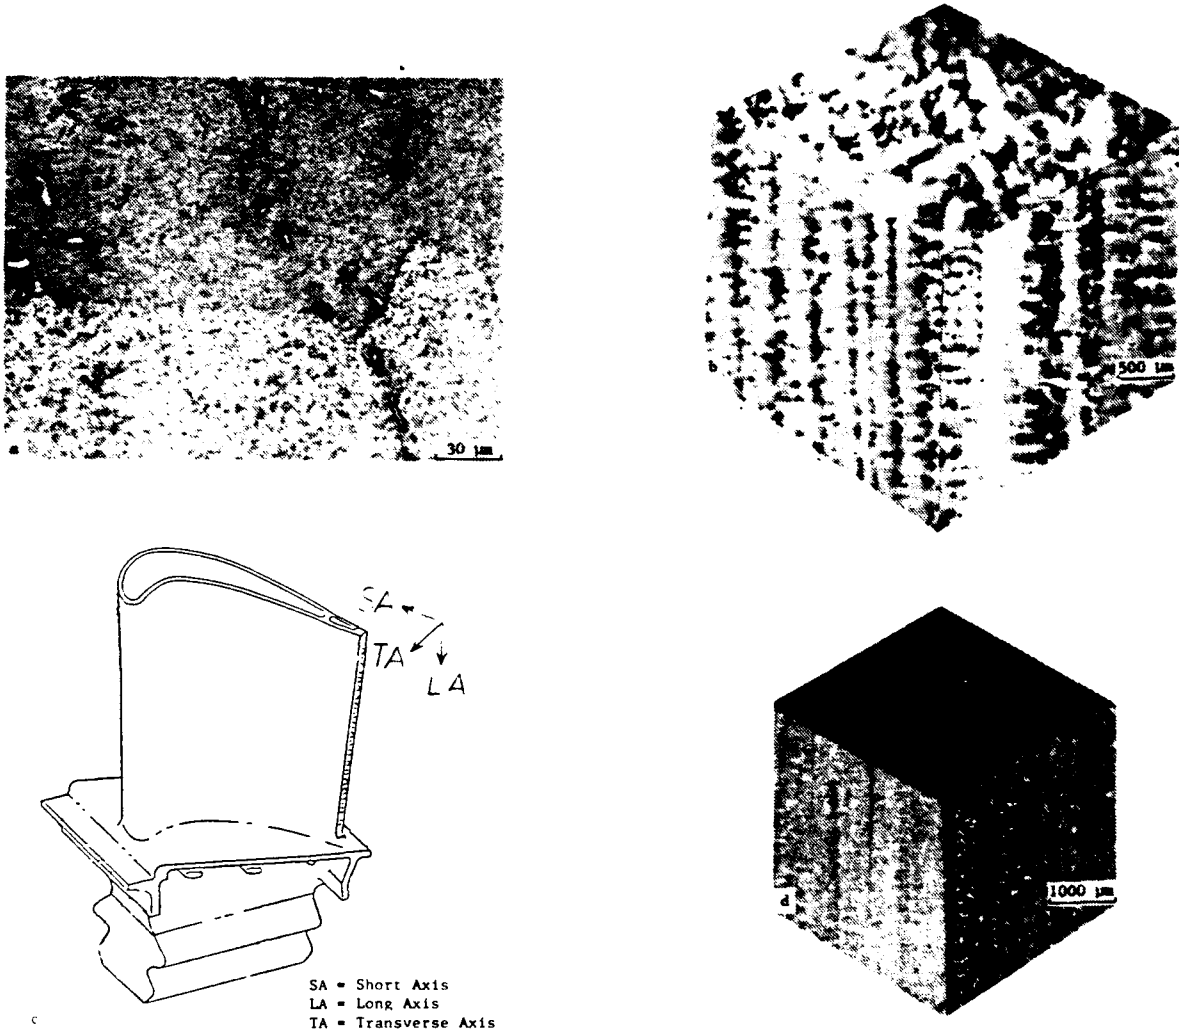 a
30 µm
b
500 µm
SA
TA
LA
SA = Short Axis
LA = Long Axis
TA = Transverse Axis
c
d
1000 µm